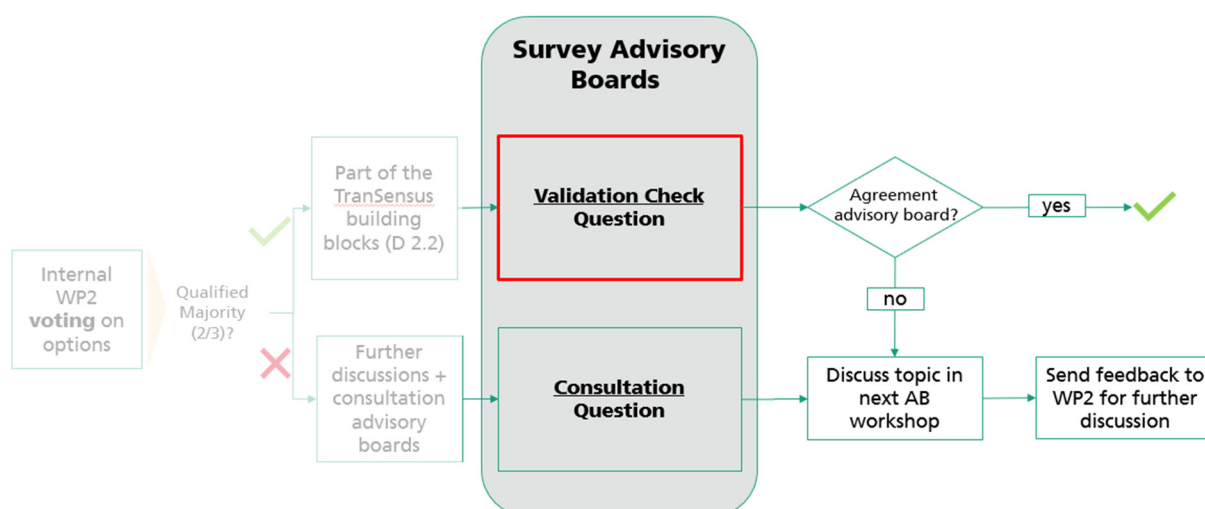 Survey Advisory
Boards
Internal
WP2
voting on
options
Qualified
Majority
(2/3)?
Part of the
TranSensus
building
blocks (D 2.2)
Further
discussions +
consultation
advisory
boards
Validation Check
Question
Consultation
Question
Agreement
advisory board?
yes
no
Discuss topic in
next AB
workshop
Send feedback to
WP2 for further
discussion